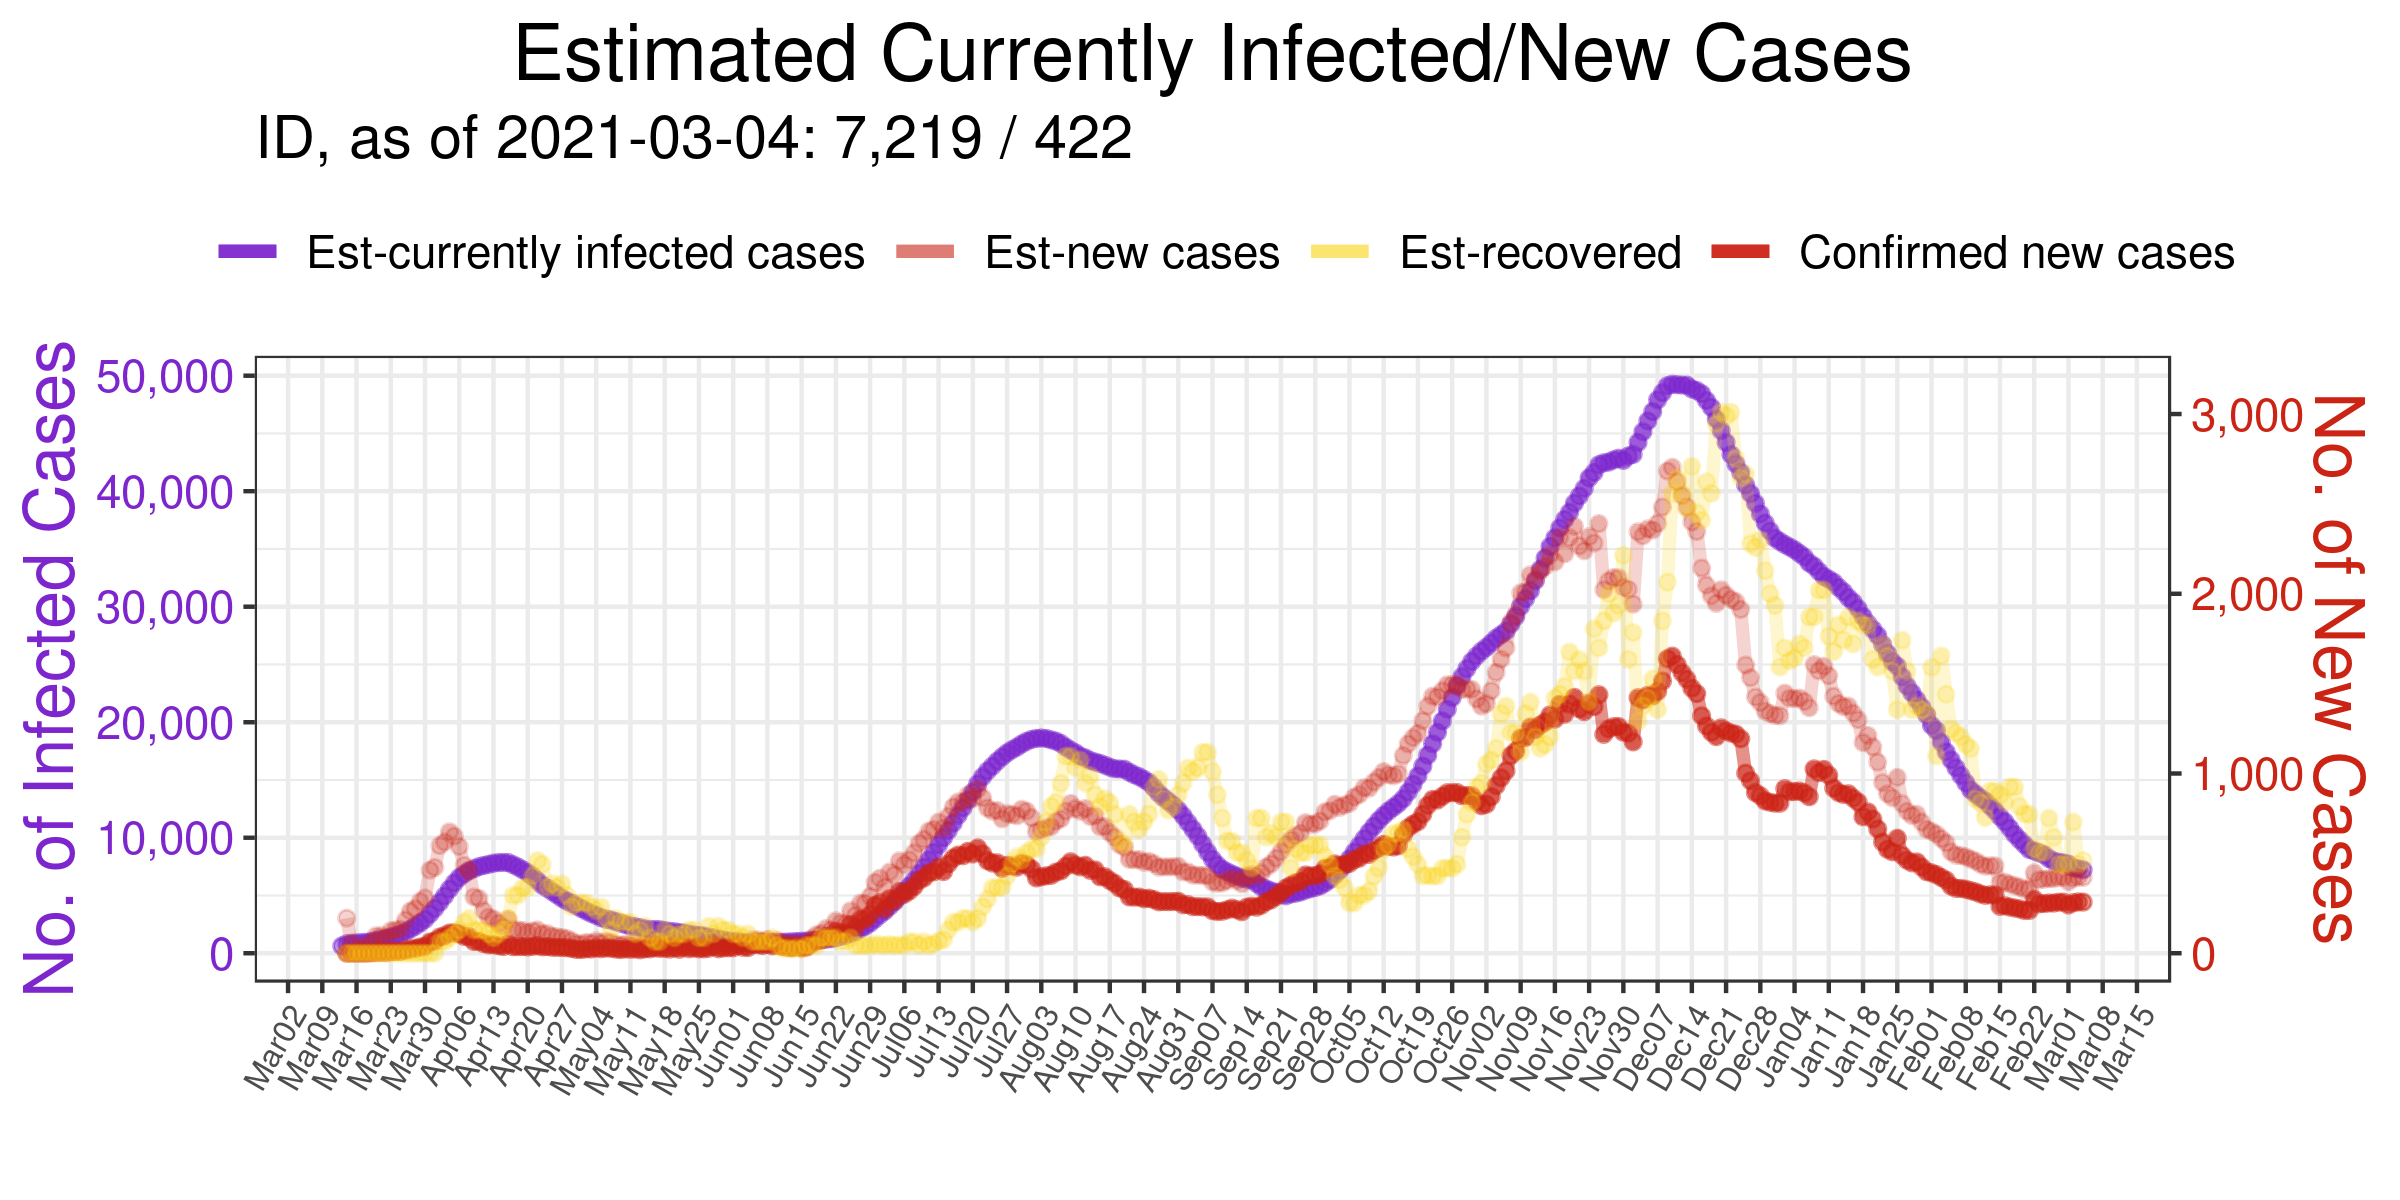 Estimated Currently Infected/New Cases
ID, as of 2021-03-04: 7,219 / 422
Est-currently infected cases Est-new cases Est-recovered Confirmed new cases
No. of Infected Cases
50,000
40,000
30,000
20,000
10,000
0
3,000
2,000
1,000
0
No. of New Cases
Mar02 Mar09 Mar16 Mar23 Mar30 Apr06 Apr13 Apr20 Apr27 May04 May11 May18 May25 Jun01 Jun08 Jun15 Jun22 Jun29 Jul06 Jul13 Jul20 Jul27 Aug03 Aug10 Aug17 Aug24 Aug31 Sep07 Sep14 Sep21 Sep28 Oct05 Oct12 Oct19 Oct26 Nov02 Nov09 Nov16 Nov23 Nov30 Dec07 Dec14 Dec21 Dec28 Jan04 Jan11 Jan18 Jan25 Feb01 Feb08 Feb15 Feb22 Mar01 Mar08 Mar15